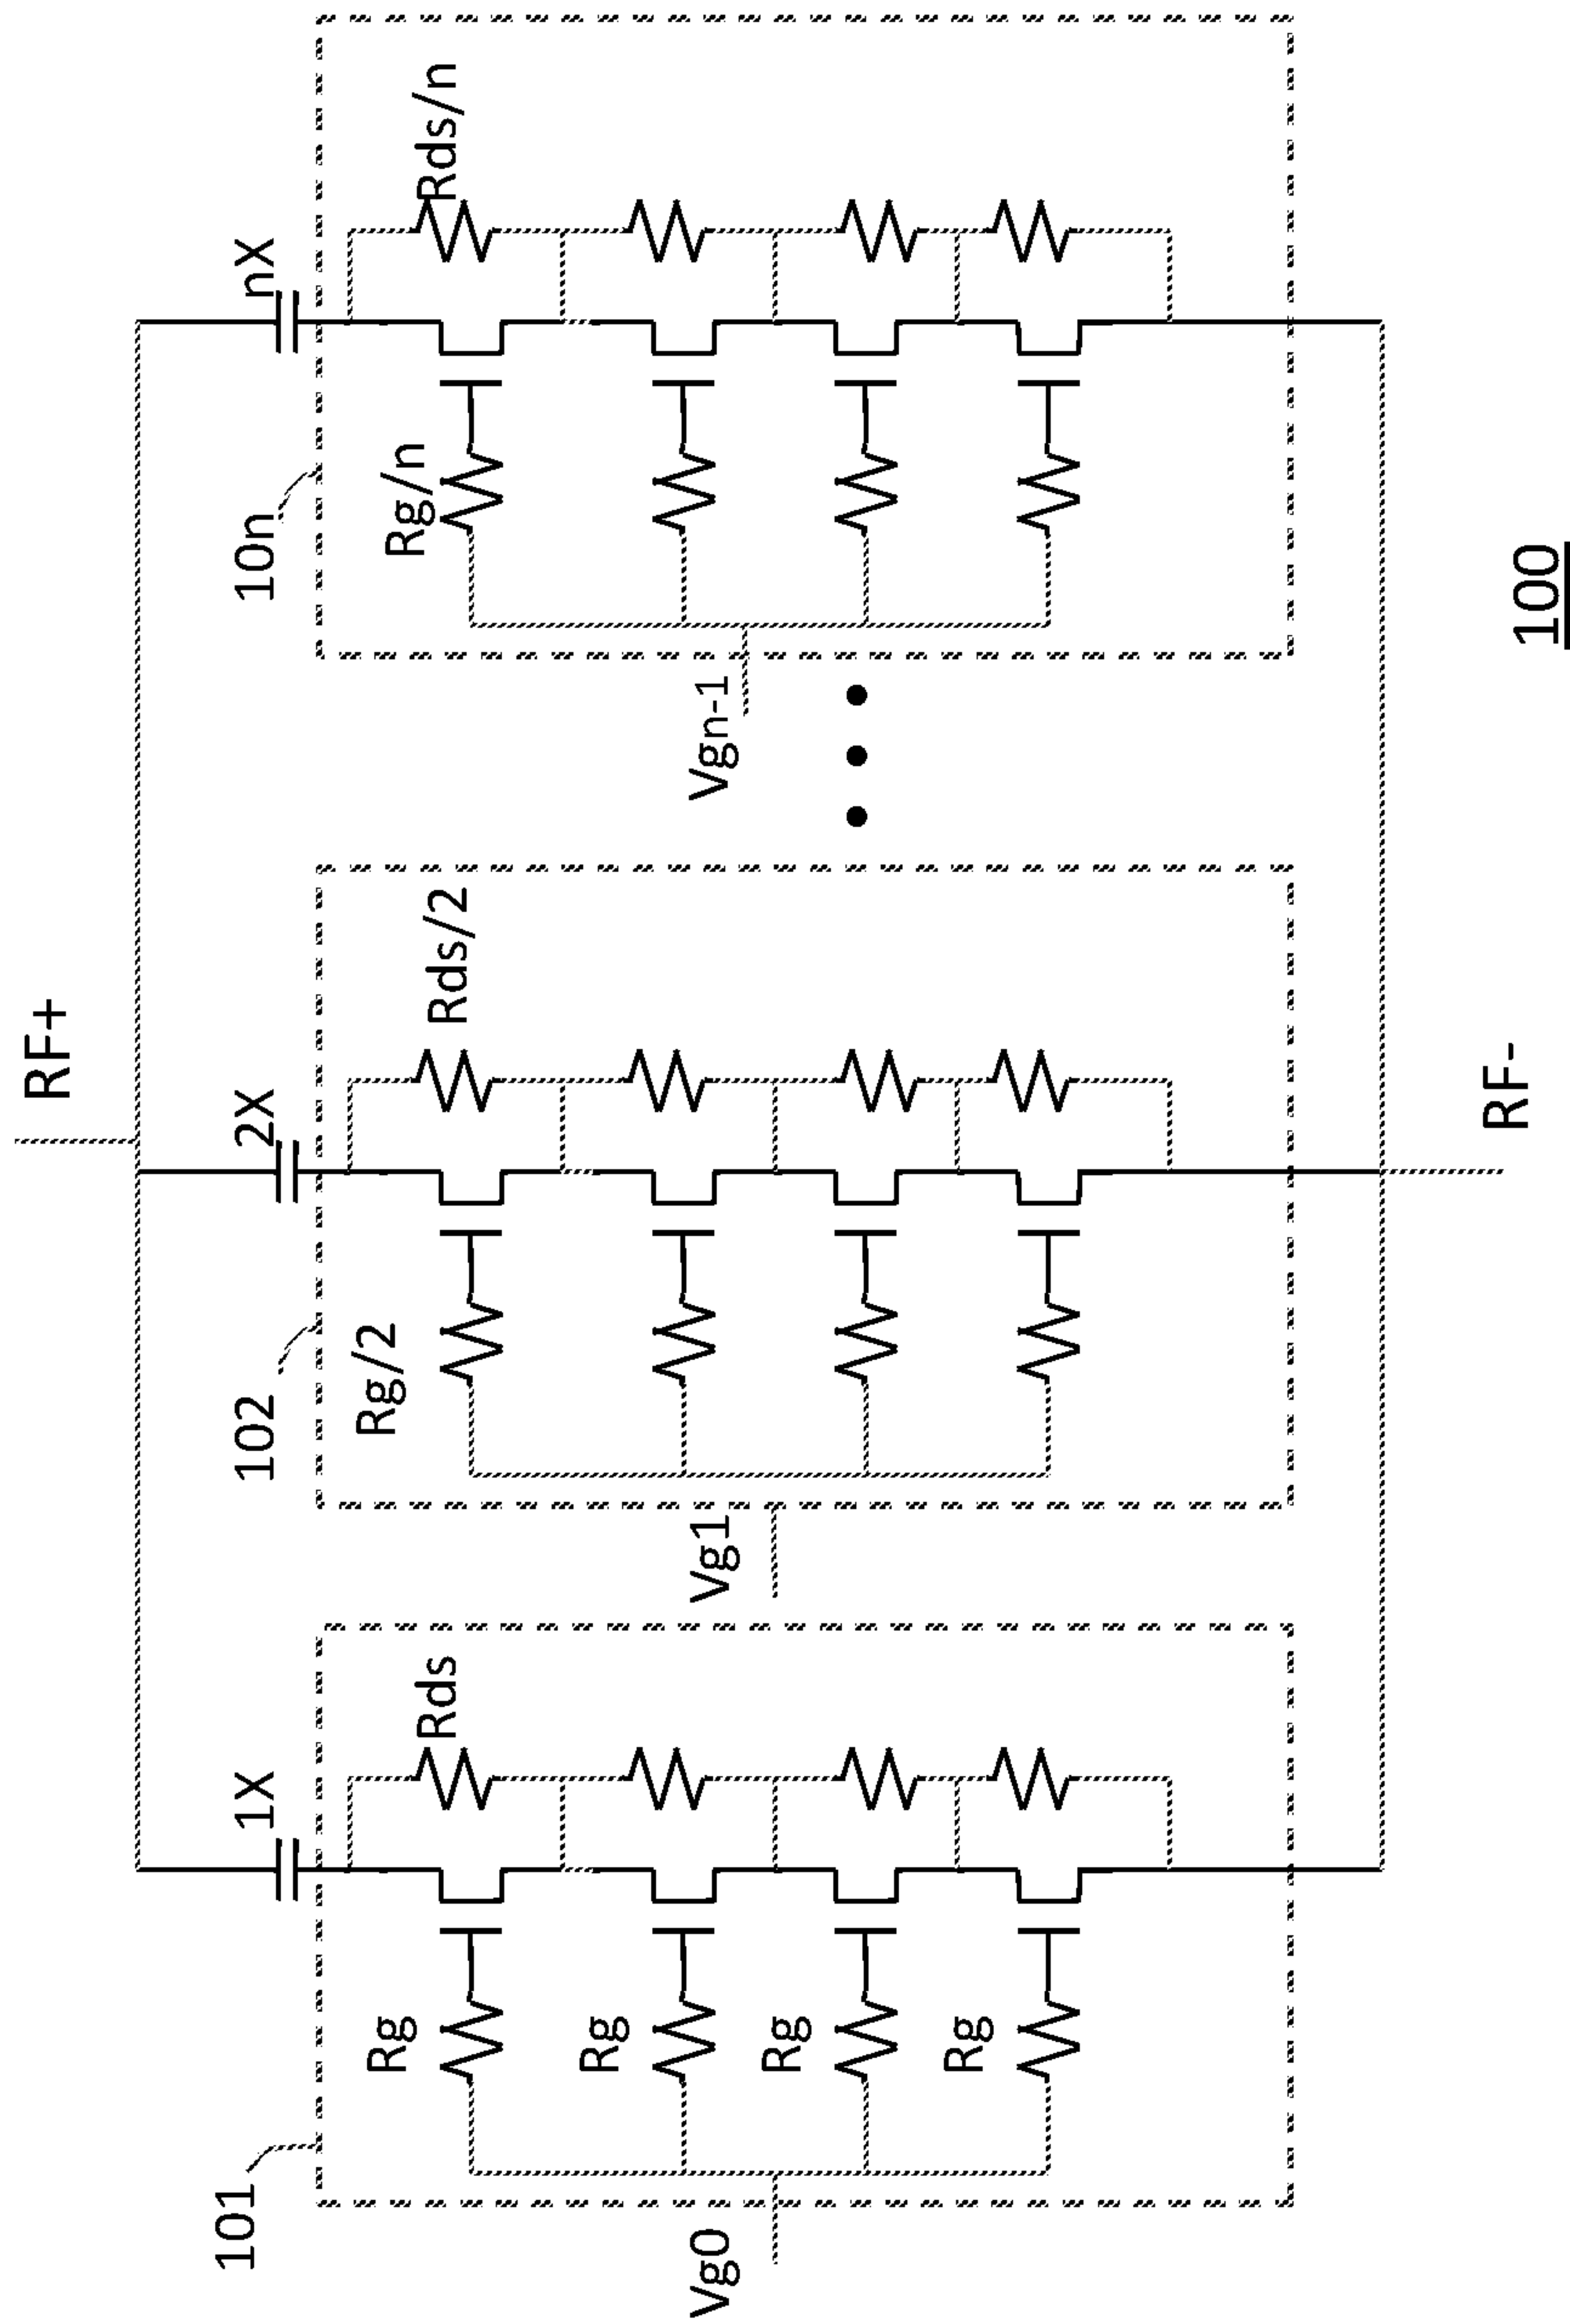 RF+
1X
2X
nX
101
102
10n
Rds
Rds/2
Rds/n
Rg
Rg/2
Rg/n
Rg
Rg
Rg
Vg0
Vg1
Vgn-1
RF-
100